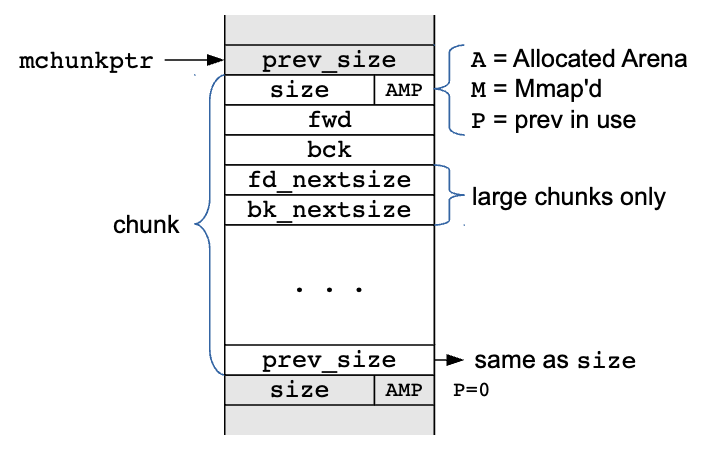 mchunkptr
prev_size
A = Allocated Arena
size AMP
M = Mmap'd
fwd
P = prev in use
bck
fd_nextsize
large chunks only
bk_nextsize
chunk
. . .
prev_size
same as size
size AMP
P=0